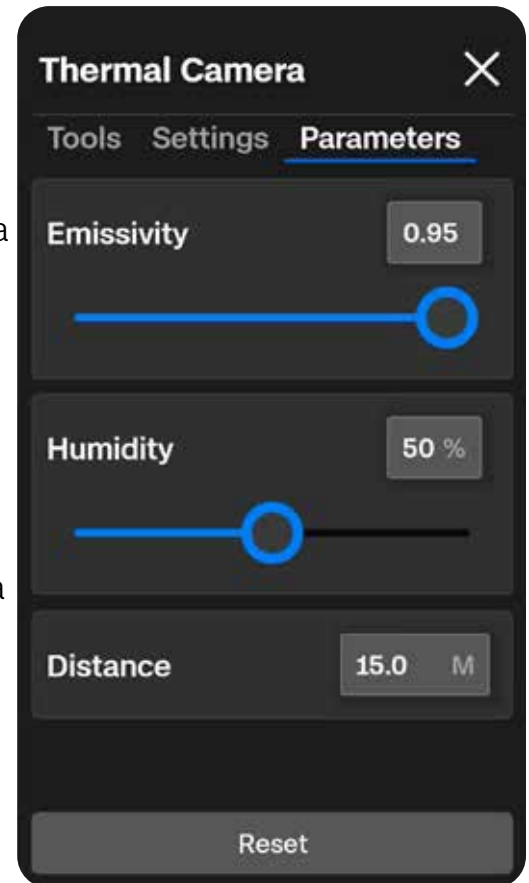 Thermal Camera
Tools Settings Parameters
a
Emissivity 0.95
Humidity 50 %
a
Distance 15.0 M
Reset